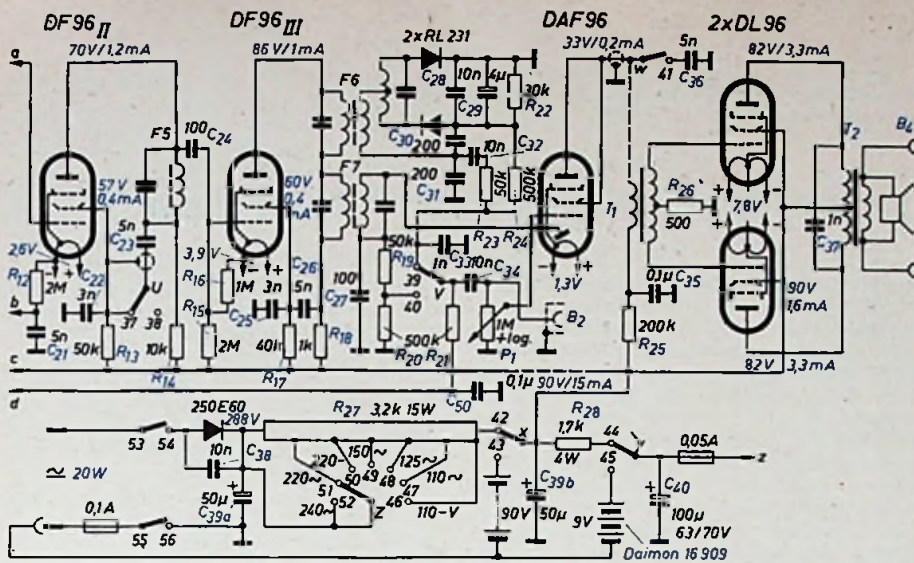 DF96 II
DF96 III
DAF96
2xDL96
70V/1,2mA
86V/1mA
2xRL231
33V/0,2mA
82V/3,3mA
a
F5
100
C24
F6
C28
10n
4µ
C29
30k
R22
w
41
5n
C36
57V
0,4mA
5n
C23
60V
0,4mA
C30
200
10n
C32
F7
200
C31
50k
500k
R23
R24
T1
R26
500
7,8V
T2
1n
C37
B4
2,6V
R12
2M
C22
3n
U
37
38
3,9V
R16
1M
C26
3n
5n
R15
C25
100
C27
50k
R19
39
40
1n
C33
V
10n
C34
1,3V
0,1µ
C35
90V
1,6mA
b
5n
C21
50k
R13
10k
2M
40k
1k
R18
500k
R20
R21
1M
+log.
P1
B2
200k
R25
c
R14
R17
82V
3,3mA
d
C50
0,1µ
90V/15mA
250E60
288V
R27
3,2k 15W
42
x
R28
53
54
10n
C38
220-
150~
125~
43
1,7k
4W
44
y
0,05A
z
20W
50
49
48
110~
45
220~
51
52
47
C39b
50µ
C39a
50µ
240~
Z
46
110-V
90V
9V
C40
100µ
0,1A
55
56
63/70V
Daimon 16 909